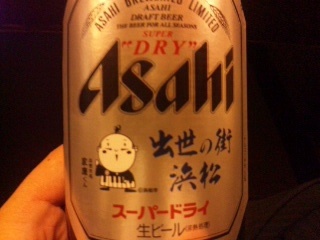 ASAHI BREWERIES LIMITED
ASAHI
DRAFT BEER
THE BEER FOR ALL SEASONS
SUPER
"DRY"
Asahi
出世の街
浜松
スーパードライ
生ビール